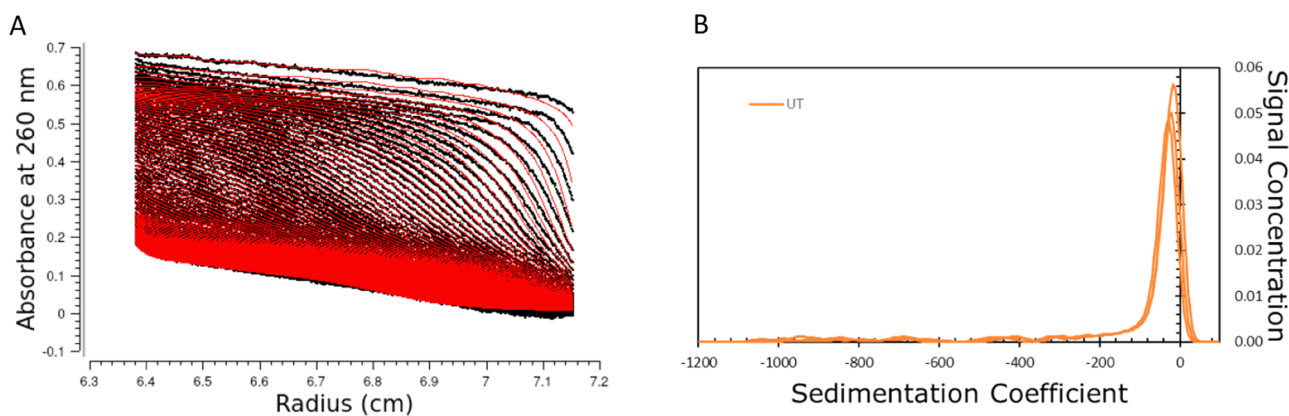 A
Absorbance at 260 nm
0.7
0.6
0.5
0.4
0.3
0.2
0.1
0
-0.1
6.3 6.4 6.5 6.6 6.7 6.8 6.9 7 7.1 7.2
Radius (cm)
B
UT
0.06
0.05
0.04
0.03
0.02
0.01
0.00
Signal Concentration
-1200 -1000 -800 -600 -400 -200 0
Sedimentation Coefficient